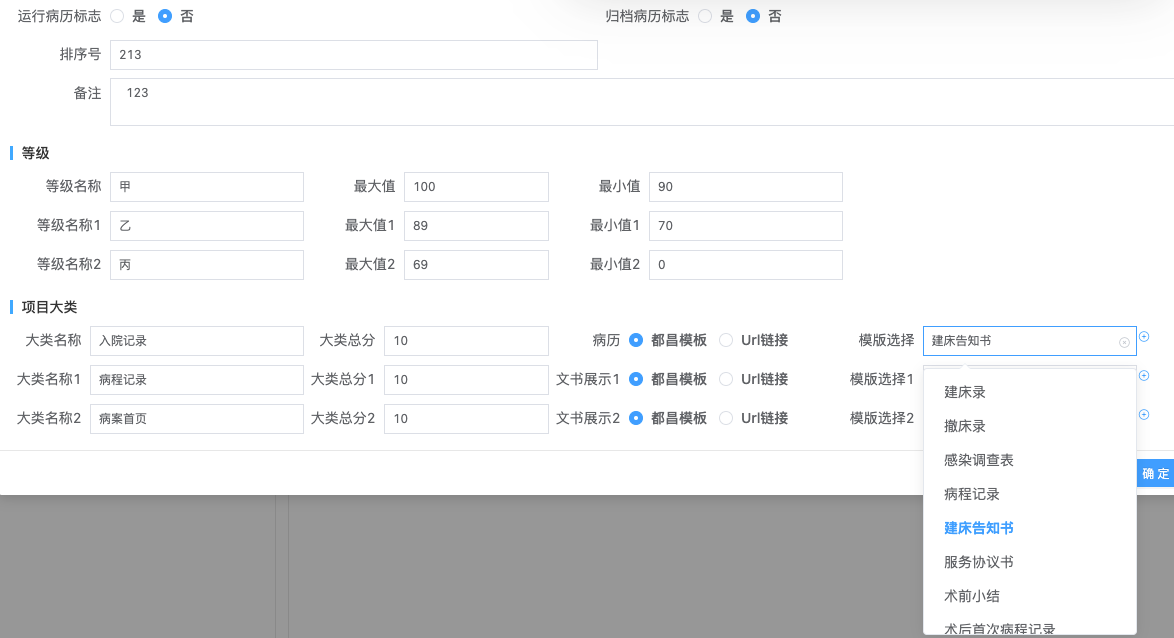 运行病历标志 是 否 归档病历标志 是 否
排序号 213
备注 123
等级
等级名称 甲 最大值 100 最小值 90
等级名称1 乙 最大值1 89 最小值1 70
等级名称2 丙 最大值2 69 最小值2 0
项目大类
大类名称 入院记录 大类总分 10 病历 都昌模板 Url链接 模版选择 建床告知书
大类名称1 病程记录 大类总分1 10 文书展示1 都昌模板 Url链接 模版选择1
大类名称2 病案首页 大类总分2 10 文书展示2 都昌模板 Url链接 模版选择2
建床录
撤床录
感染调查表
确 定
病程记录
建床告知书
服务协议书
术前小结
术后首次病程记录